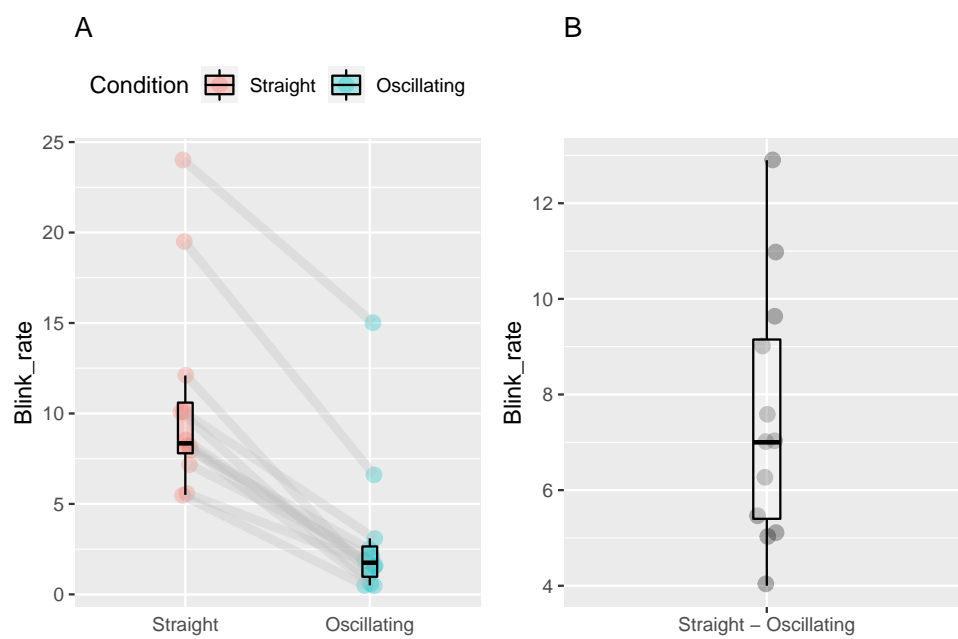 A
Condition Straight Oscillating
Blink_rate
25
20
15
10
5
0
Straight Oscillating
B
Blink_rate
12
10
8
6
4
Straight − Oscillating